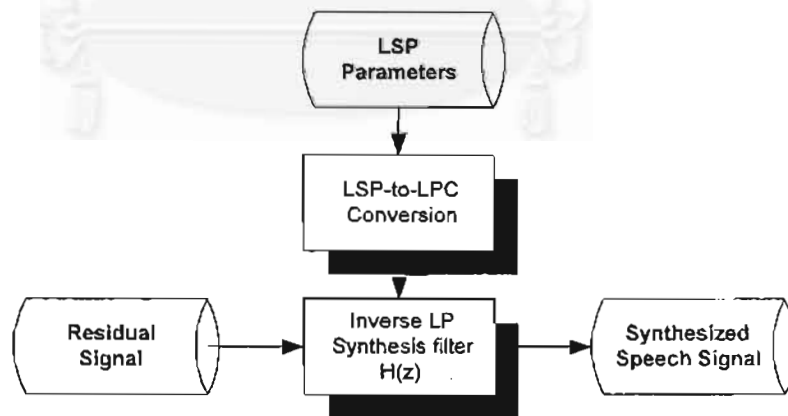 LSP
Parameters
LSP-to-LPC
Conversion
Residual
Signal
Inverse LP
Synthesis filter
H(z)
Synthesized
Speech Signal